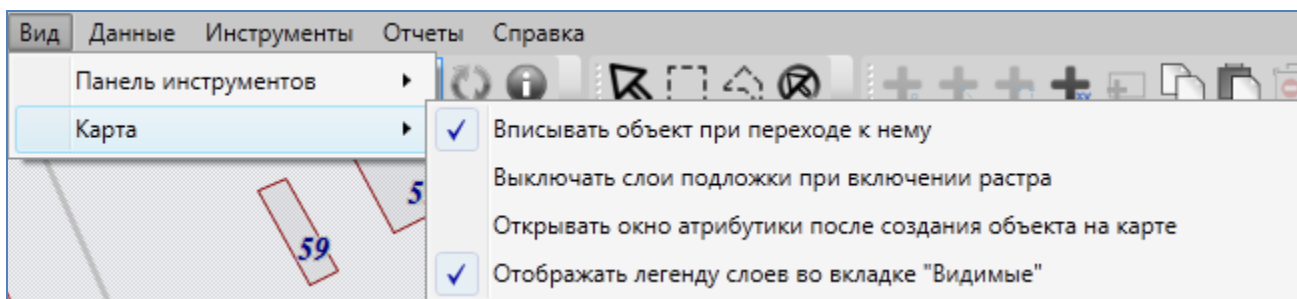 Вид Данные Инструменты Отчеты Справка
Панель инструментов
Карта
Вписывать объект при переходе к нему
Выключать слои подложки при включении растра
Открывать окно атрибутики после создания объекта на карте
Отображать легенду слоев во вкладке "Видимые"
59